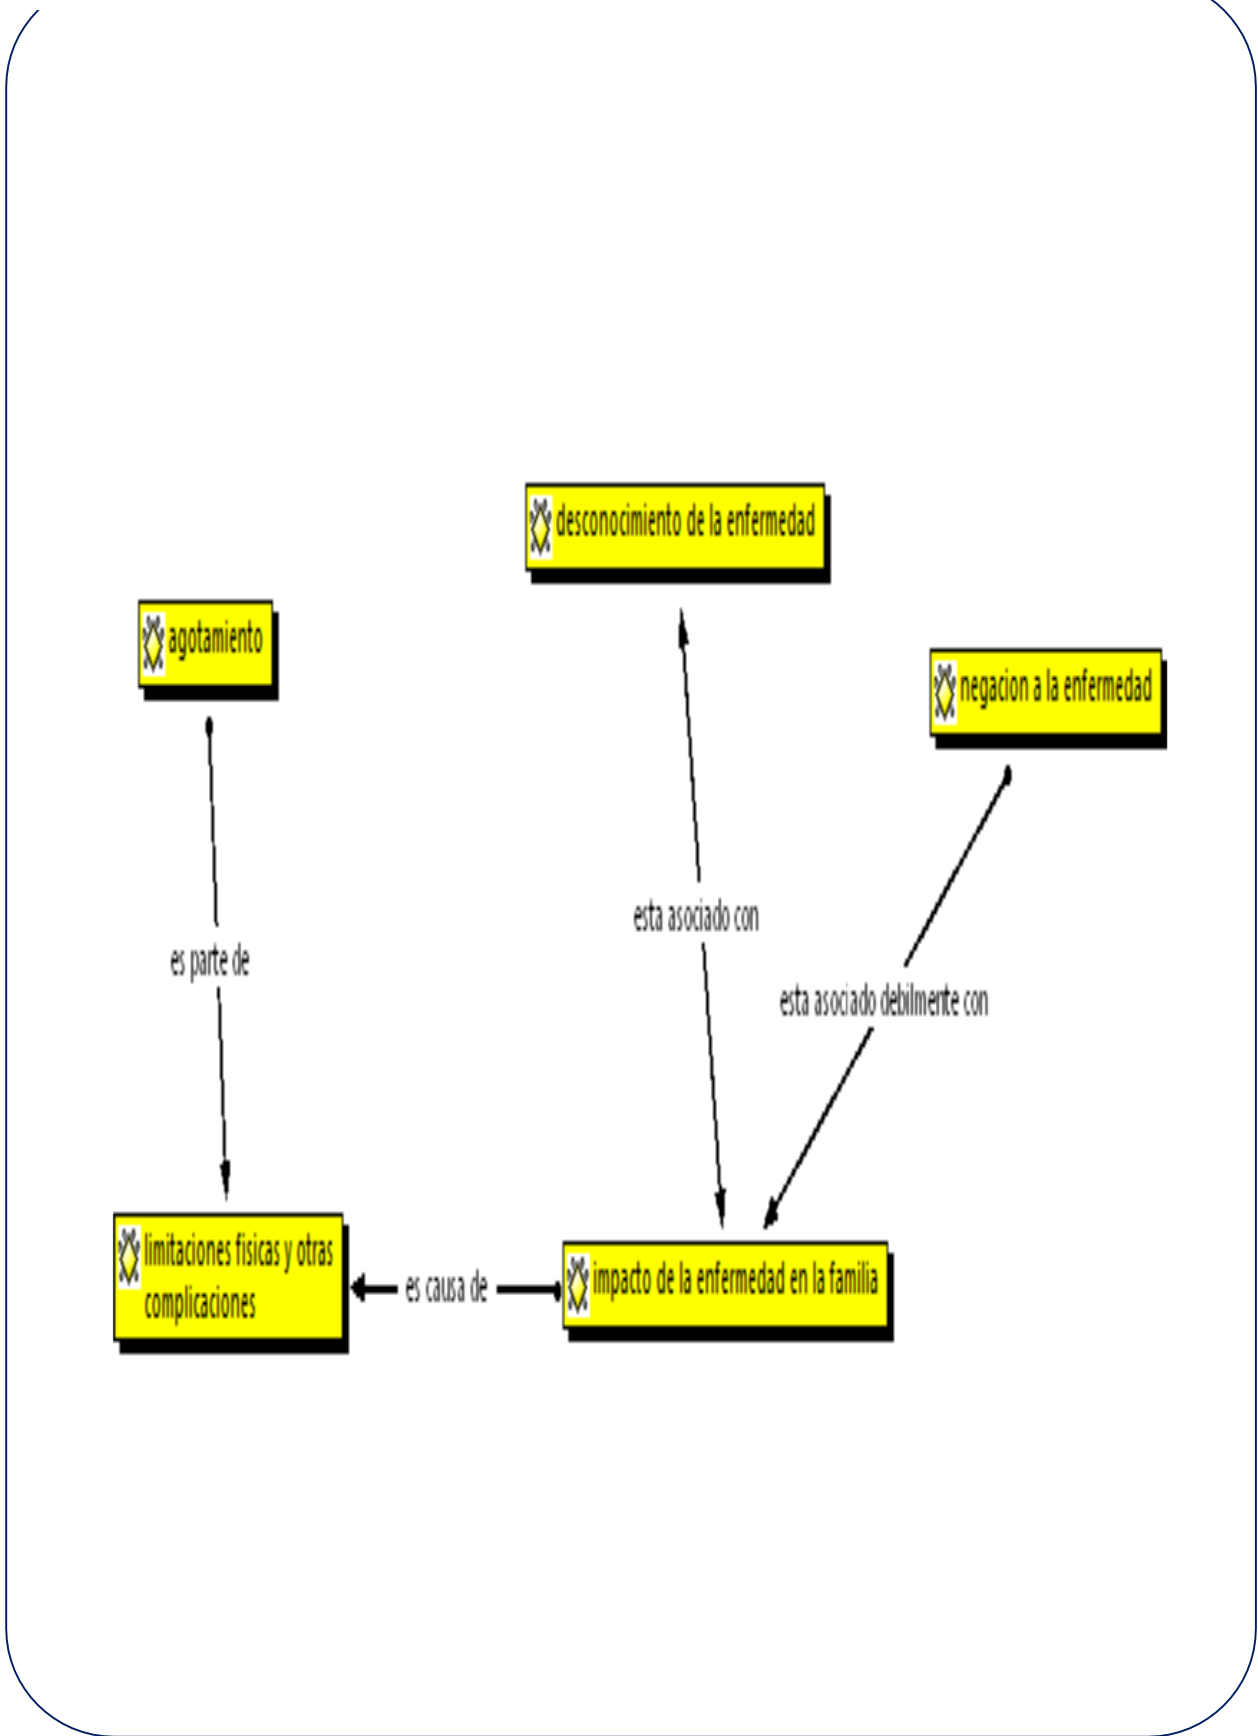 desconocimiento de la enfermedad
agotamiento
negacion a la enfermedad
esta asociado con
es parte de
esta asociado debilmente con
limitaciones fisicas y otras
complicaciones
es causa de
impacto de la enfermedad en la familia